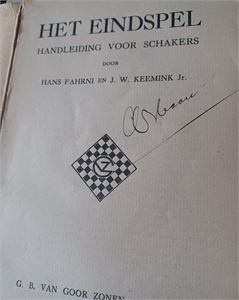 HET EINDSPEL
HANDLEIDING VOOR SCHAKERS
DOOR
HANS FAHRNI EN J. W. KEEMINK Jr.
G. B. VAN GOOR ZONEN